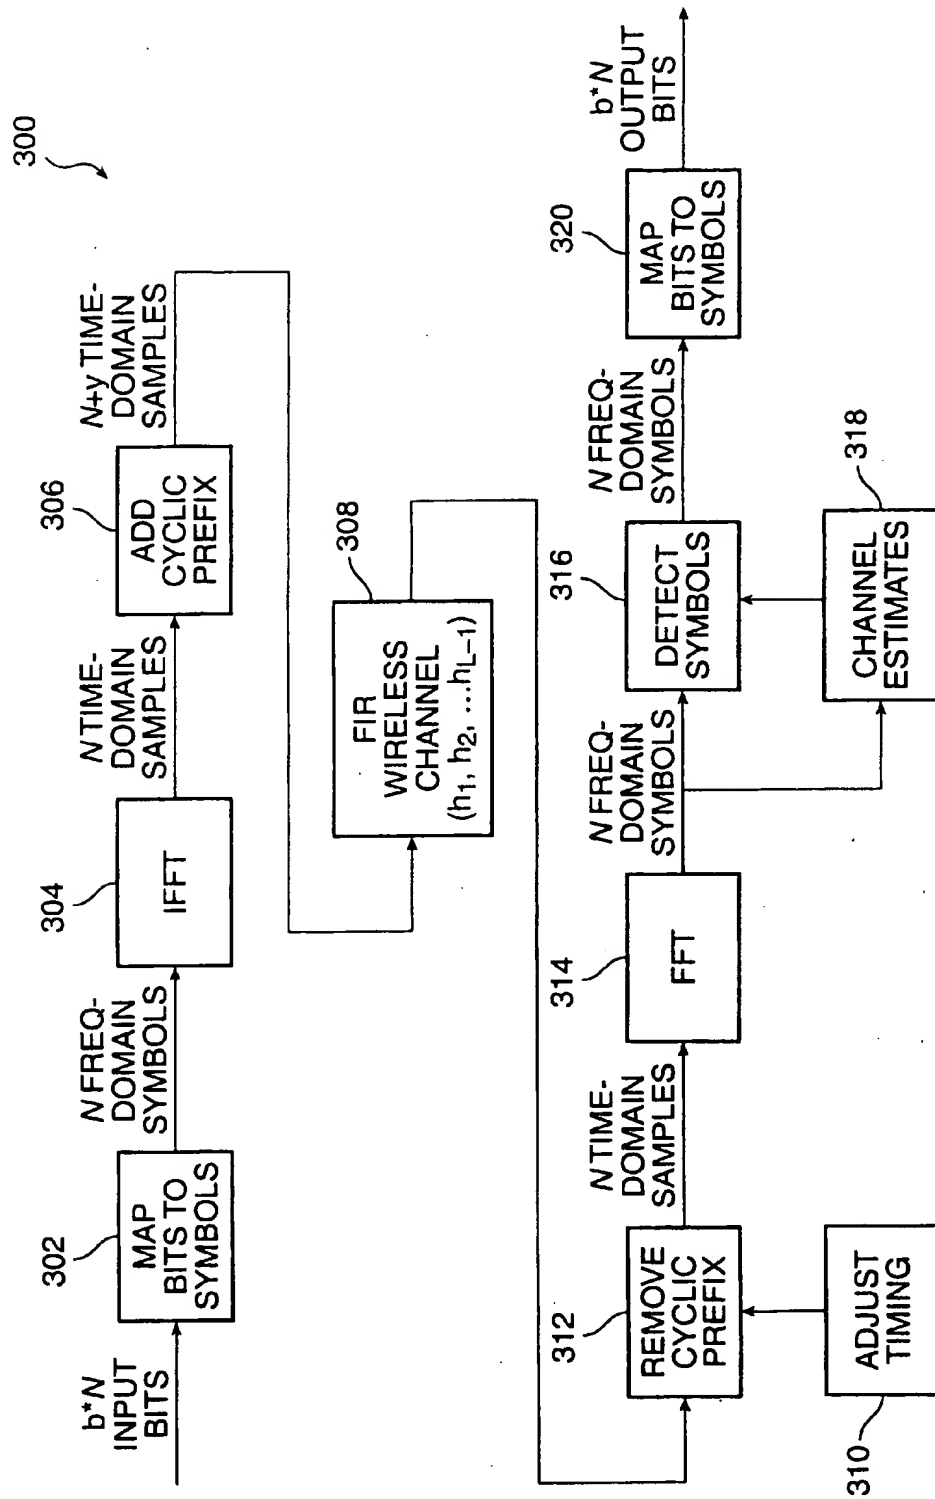 300
b*N
INPUT
BITS
302
MAP
BITS TO
SYMBOLS
N FREQ-
DOMAIN
SYMBOLS
304
IFFT
N TIME-
DOMAIN
SAMPLES
306
ADD
CYCLIC
PREFIX
N+y TIME-
DOMAIN
SAMPLES
308
FIR
WIRELESS
CHANNEL
(h1, h2, ...hL-1)
310
ADJUST
TIMING
312
REMOVE
CYCLIC
PREFIX
N TIME-
DOMAIN
SAMPLES
314
FFT
N FREQ-
DOMAIN
SYMBOLS
316
DETECT
SYMBOLS
318
CHANNEL
ESTIMATES
N FREQ-
DOMAIN
SYMBOLS
320
MAP
BITS TO
SYMBOLS
b*N
OUTPUT
BITS